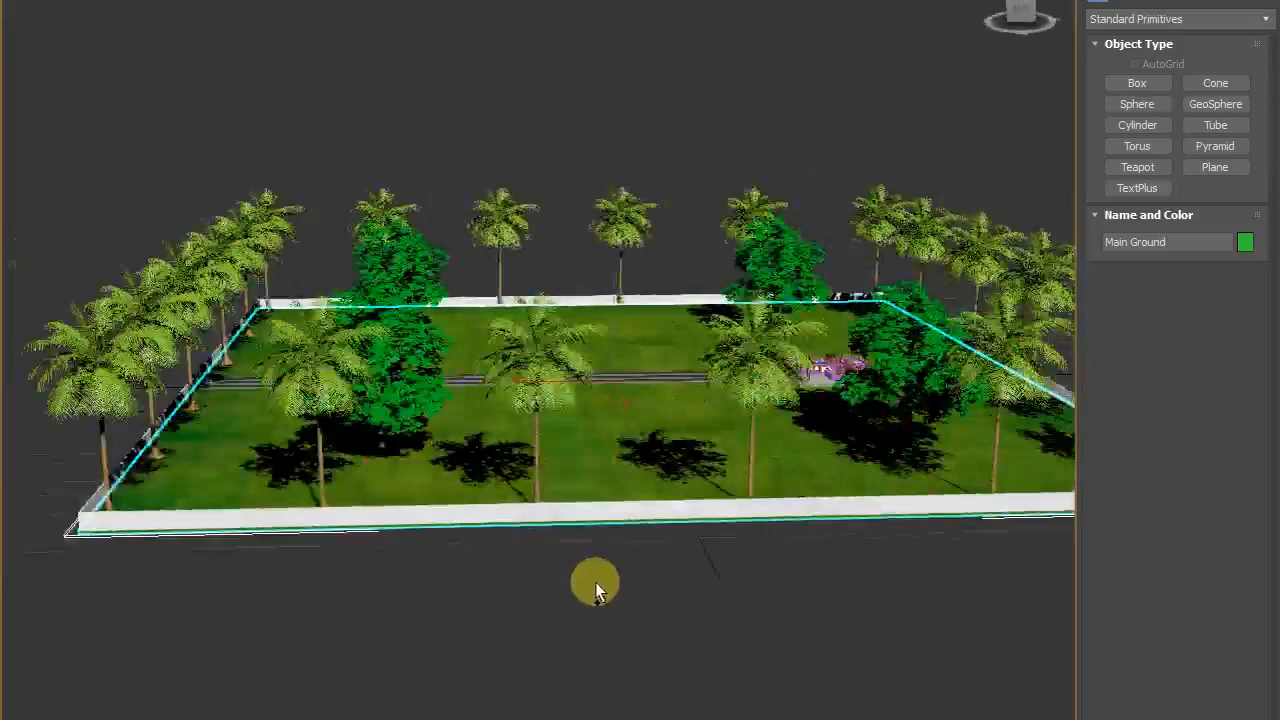 Standard Primitives
Object Type
AutoGrid
Box Cone
Sphere GeoSphere
Cylinder Tube
Torus Pyramid
Teapot Plane
TextPlus
Name and Color
Main Ground